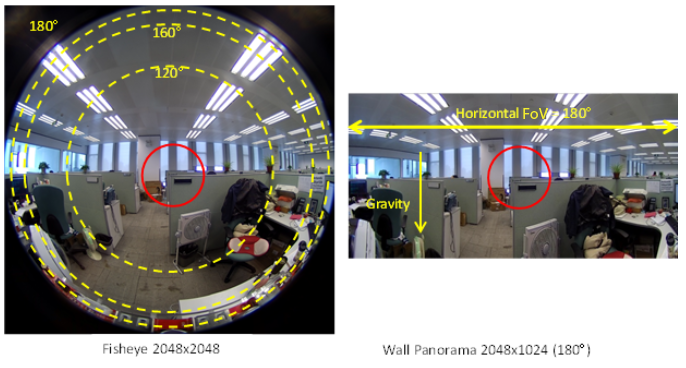 180°
160°
120°
Horizontal FoV~ 180°
Gravity
Fisheye 2048x2048
Wall Panorama 2048x1024 (180°)